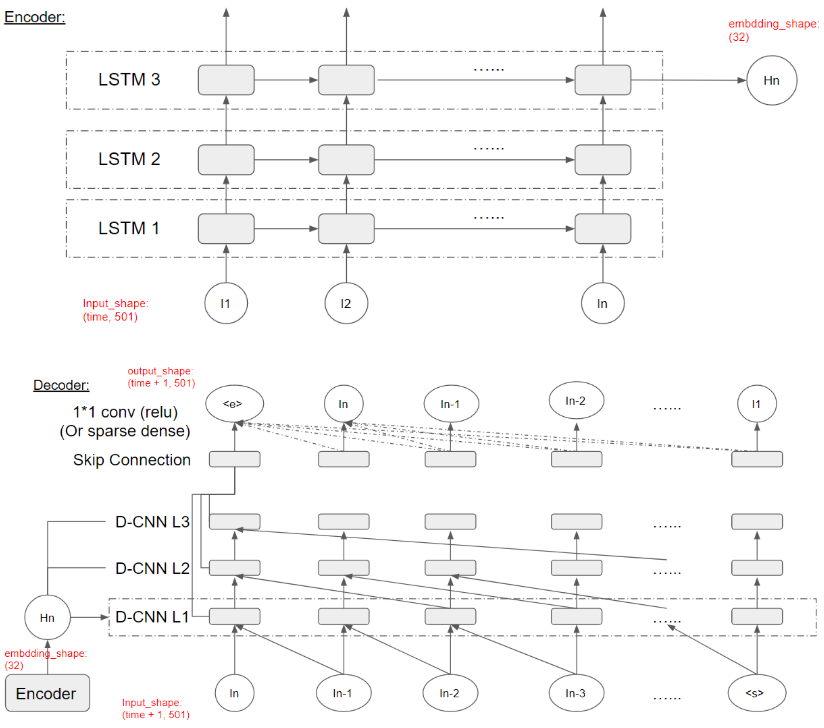 Encoder:
embdding_shape:
(32)
LSTM 3
......
Hn
LSTM 2
......
LSTM 1
......
Input_shape:
(time, 501)
I1
I2
In
output_shape:
(time + 1, 501)
Decoder:
1*1 conv (relu)
(Or sparse dense)
<e>
In
In-1
In-2
......
I1
Skip Connection
D-CNN L3
......
D-CNN L2
......
Hn
D-CNN L1
......
embdding_shape:
(32)
Encoder
Input_shape:
(time + 1, 501)
In
In-1
In-2
In-3
......
<s>